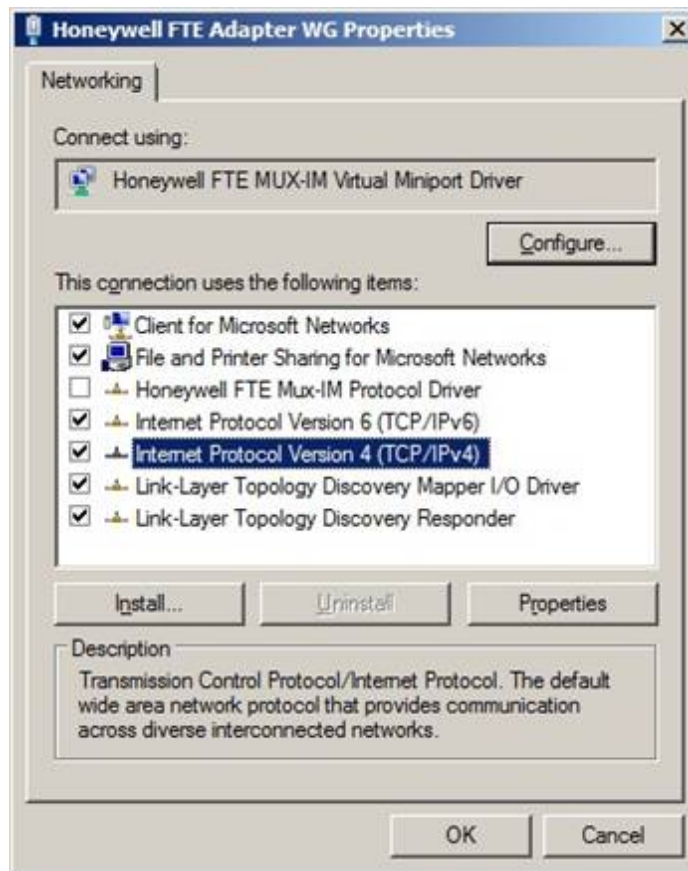 Honeywell FTE Adapter WG Properties
Networking
Connect using:
Honeywell FTE MUX-IM Virtual Miniport Driver
Configure...
This connection uses the following items:
Client for Microsoft Networks
File and Printer Sharing for Microsoft Networks
Honeywell FTE Mux-IM Protocol Driver
Internet Protocol Version 6 (TCP/IPv6)
Internet Protocol Version 4 (TCP/IPv4)
Link-Layer Topology Discovery Mapper I/O Driver
Link-Layer Topology Discovery Responder
Install... Uninstall Properties
Description
Transmission Control Protocol/Internet Protocol. The default
wide area network protocol that provides communication
across diverse interconnected networks.
OK Cancel